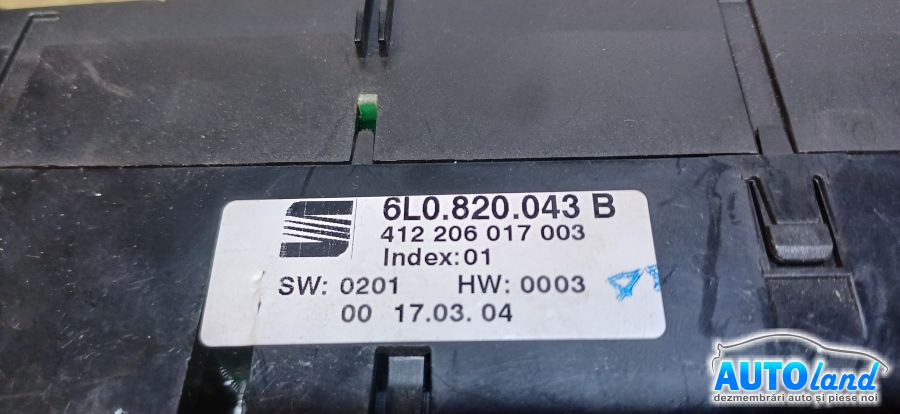 6L0.820.043 B
412 206 017 003
Index:01
SW: 0201 HW: 0003
00 17.03.04
AUTOland
dezmembrări auto și piese noi